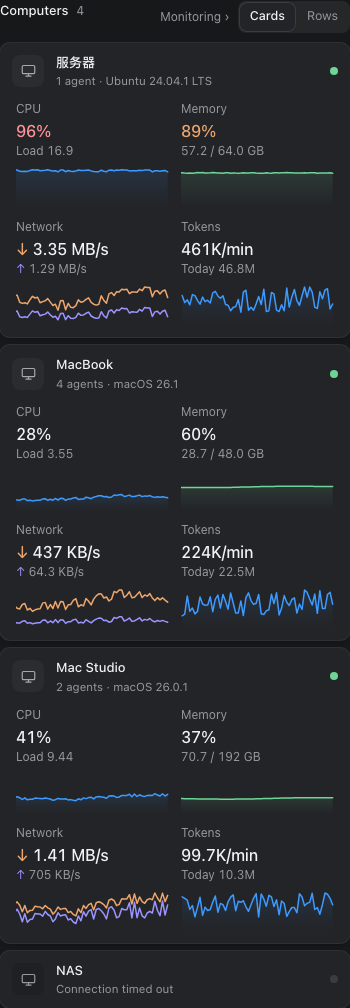 Computers 4
Monitoring ›
Cards
Rows
服务器
1 agent · Ubuntu 24.04.1 LTS
CPU
96%
Load 16.9
Memory
89%
57.2 / 64.0 GB
Network
↓ 3.35 MB/s
↑ 1.29 MB/s
Tokens
461K/min
Today 46.8M
MacBook
4 agents · macOS 26.1
CPU
28%
Load 3.55
Memory
60%
28.7 / 48.0 GB
Network
↓ 437 KB/s
↑ 64.3 KB/s
Tokens
224K/min
Today 22.5M
Mac Studio
2 agents · macOS 26.0.1
CPU
41%
Load 9.44
Memory
37%
70.7 / 192 GB
Network
↓ 1.41 MB/s
↑ 705 KB/s
Tokens
99.7K/min
Today 10.3M
NAS
Connection timed out